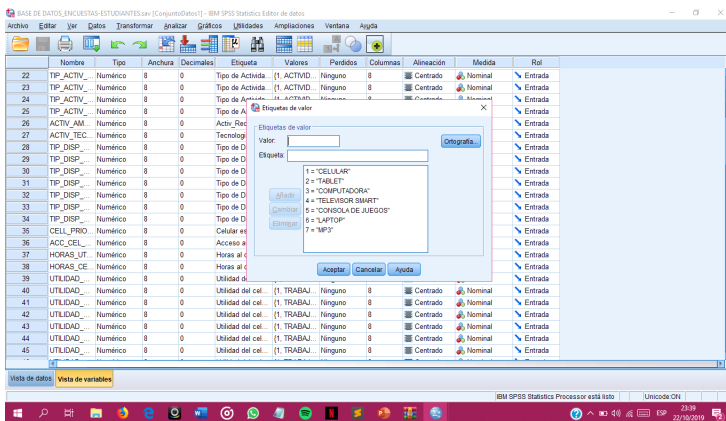 BASE DE DATOS_ENCUESTAS-ESTUDIANTES.sav [ConjuntoDatos1] - IBM SPSS Statistics Editor de datos
Archivo Editar Ver Datos Transformar Analizar Gráficos Utilidades Ampliaciones Ventana Ayuda
Nombre Tipo Anchura Decimales Etiqueta Valores Perdidos Columnas Alineación Medida Rol
22 TIP_ACTIV_... Numérico 8 0 Tipo de Activida... {1, ACTIVID... Ninguno 8 Centrado Nominal Entrada
23 TIP_ACTIV_... Numérico 8 0 Tipo de Activida... {1, ACTIVID... Ninguno 8 Centrado Nominal Entrada
24 TIP_ACTIV_... Numérico 8 0 Tipo de Activida... {1, ACTIVID... Ninguno 8 Centrado Nominal Entrada
25 TIP_ACTIV_... Numérico 8 0 Tipo de A Entrada
26 ACTIV_AM... Numérico 8 0 Activ_Rec Entrada
27 ACTIV_TEC... Numérico 8 0 Tecnologí Entrada
28 TIP_DISP_... Numérico 8 0 Tipo de D Entrada
29 TIP_DISP_... Numérico 8 0 Tipo de D Entrada
30 TIP_DISP_... Numérico 8 0 Tipo de D Entrada
31 TIP_DISP_... Numérico 8 0 Tipo de D Entrada
32 TIP_DISP_... Numérico 8 0 Tipo de D Entrada
33 TIP_DISP_... Numérico 8 0 Tipo de D Entrada
34 TIP_DISP_... Numérico 8 0 Tipo de D Entrada
35 CELL_PRIO... Numérico 8 0 Celular es Entrada
36 ACC_CEL_... Numérico 8 0 Acceso a Entrada
37 HORAS_UT... Numérico 8 0 Horas al c Entrada
38 HORAS_CE... Numérico 8 0 Horas al c Entrada
39 UTILIDAD_... Numérico 8 0 Utilidad de Entrada
40 UTILIDAD_... Numérico 8 0 Utilidad del cel... {1, TRABAJ... Ninguno 8 Centrado Nominal Entrada
41 UTILIDAD_... Numérico 8 0 Utilidad del cel... {1, TRABAJ... Ninguno 8 Centrado Nominal Entrada
42 UTILIDAD_... Numérico 8 0 Utilidad del cel... {1, TRABAJ... Ninguno 8 Centrado Nominal Entrada
43 UTILIDAD_... Numérico 8 0 Utilidad del cel... {1, TRABAJ... Ninguno 8 Centrado Nominal Entrada
44 UTILIDAD_... Numérico 8 0 Utilidad del cel... {1, TRABAJ... Ninguno 8 Centrado Nominal Entrada
45 UTILIDAD_... Numérico 8 0 Utilidad del cel... {1, TRABAJ... Ninguno 8 Centrado Nominal Entrada
Etiquetas de valor
Etiquetas de valor
Valor:
Ortografía...
Etiqueta:
1 = "CELULAR"
2 = "TABLET"
3 = "COMPUTADORA"
4 = "TELEVISOR SMART"
5 = "CONSOLA DE JUEGOS"
6 = "LAPTOP"
7 = "MP3"
Añadir
Cambiar
Eliminar
Aceptar Cancelar Ayuda
Vista de datos Vista de variables
IBM SPSS Statistics Processor está listo Unicode:ON
ESP 23:39
22/10/2019